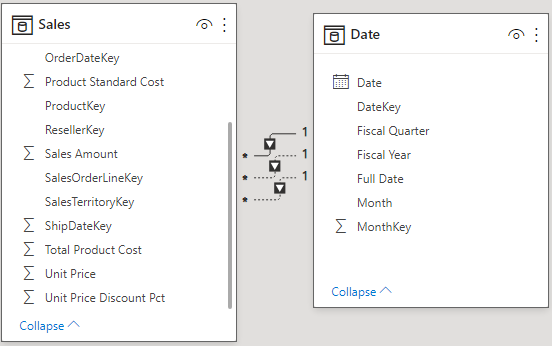 Sales
OrderDateKey
Product Standard Cost
ProductKey
ResellerKey
Sales Amount
SalesOrderLineKey
SalesTerritoryKey
ShipDateKey
Total Product Cost
Unit Price
Unit Price Discount Pct
Collapse
1
* 1
* 1
*
Date
Date
DateKey
Fiscal Quarter
Fiscal Year
Full Date
Month
MonthKey
Collapse